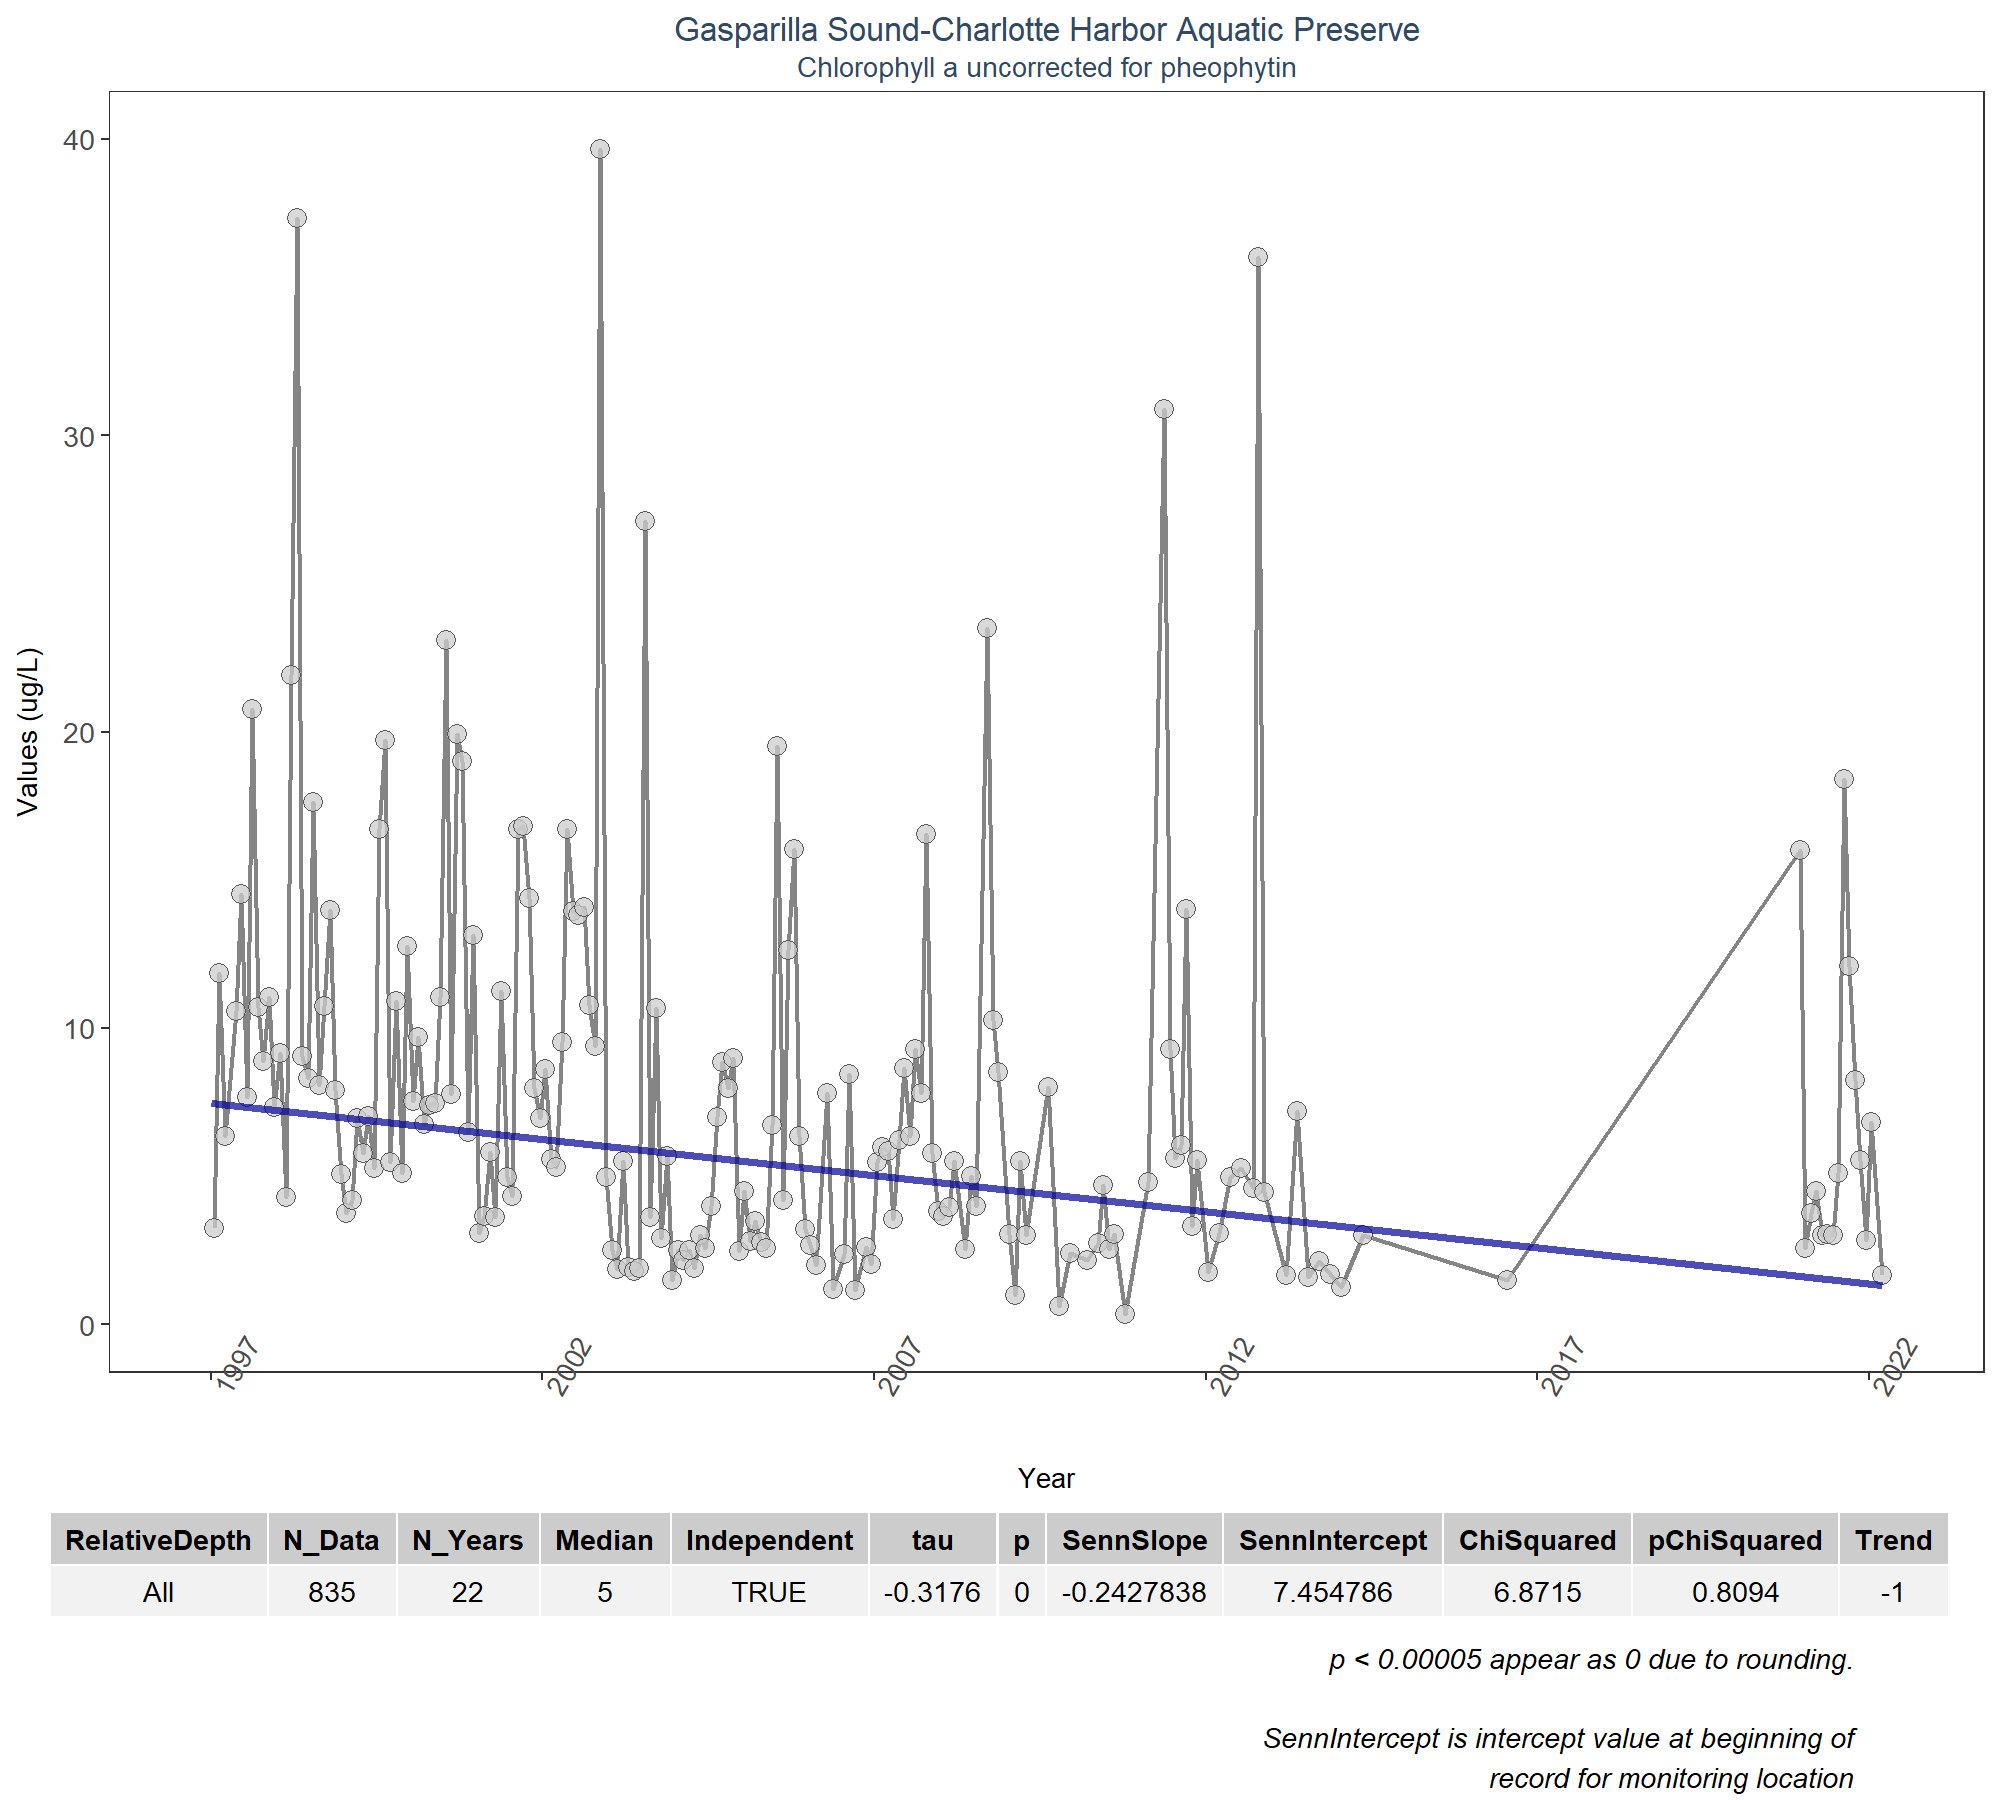 Gasparilla Sound-Charlotte Harbor Aquatic Preserve
Chlorophyll a uncorrected for pheophytin
Values (ug/L)
40
30
20
10
0
1997 2002 2007 2012 2017 2022
Year
RelativeDepth N_Data N_Years Median Independent tau p SennSlope SennIntercept ChiSquared pChiSquared Trend
All 835 22 5 TRUE -0.3176 0 -0.2427838 7.454786 6.8715 0.8094 -1
p < 0.00005 appear as 0 due to rounding.
SennIntercept is intercept value at beginning of
record for monitoring location